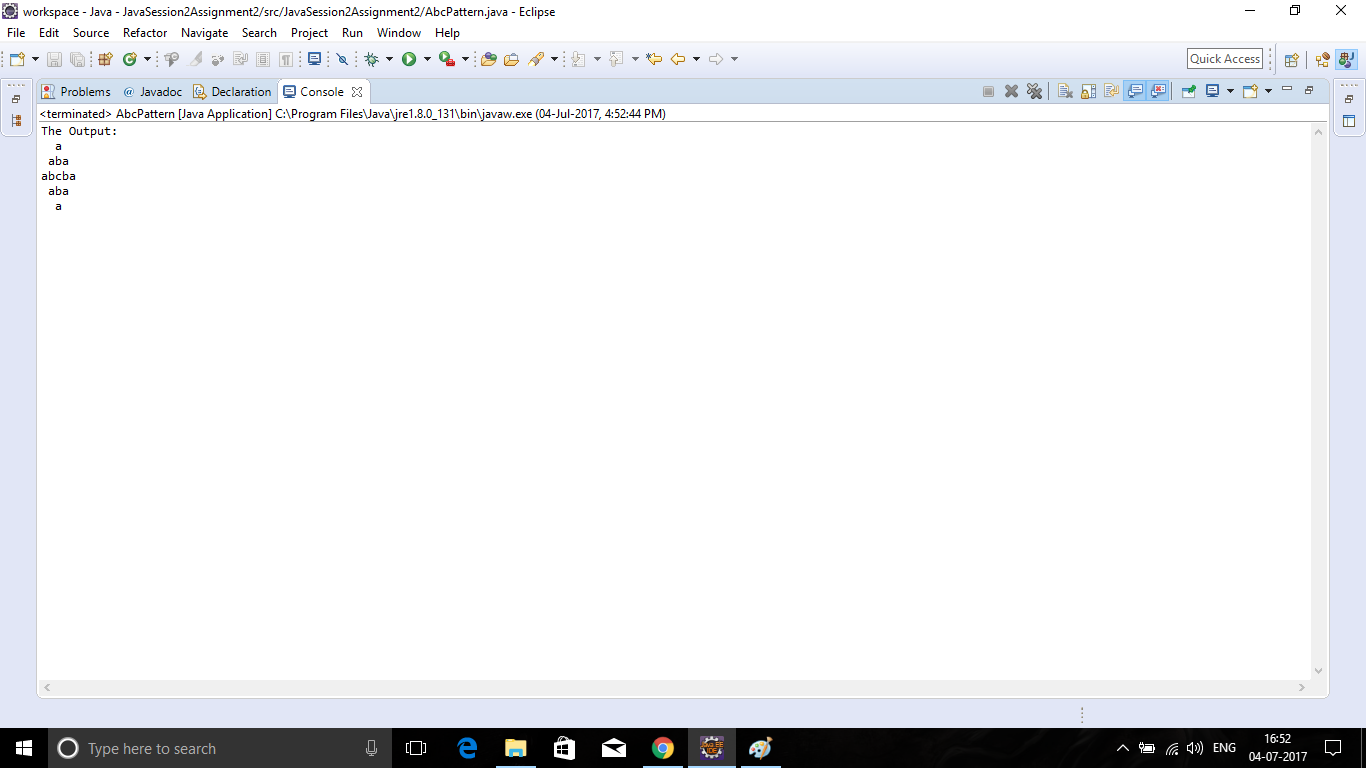 workspace - Java - JavaSession2Assignment2/src/JavaSession2Assignment2/AbcPattern.java - Eclipse
File Edit Source Refactor Navigate Search Project Run Window Help
Quick Access
Problems @ Javadoc Declaration Console
<terminated> AbcPattern [Java Application] C:\Program Files\Java\jre1.8.0_131\bin\javaw.exe (04-Jul-2017, 4:52:44 PM)
The Output:
  a
 aba
abcba
 aba
  a
Type here to search
Java EE
IDE
ENG
16:52
04-07-2017